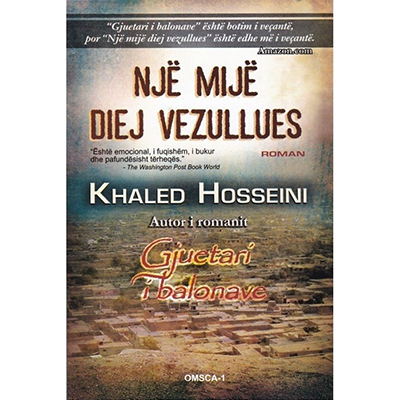 "Gjuetari i balonave" është botim i veçantë,
por "Një mijë diej vezullues" është edhe më i veçantë.
Amazon.com
NJË MIJË
DIEJ VEZULLUES
"Është emocional, i fuqishëm, i bukur
dhe pafundësisht tërheqës."
- The Washington Post Book World
ROMAN
KHALED HOSSEINI
Autor i romanit
Gjuetari
i balonave
OMSCA-1